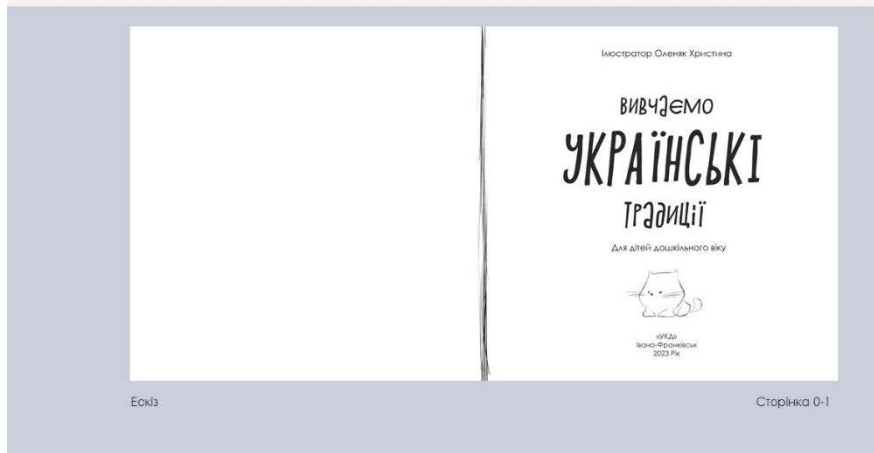 Ілюстратор Оленяк Христина
ВИВЧАЄМО
УКРАЇНСЬКІ
ТРАДИЦІЇ
Для дітей дошкільного віку
«УКД»
Івано-Франківськ
2023 Рік
Ескіз
Сторінка 0-1